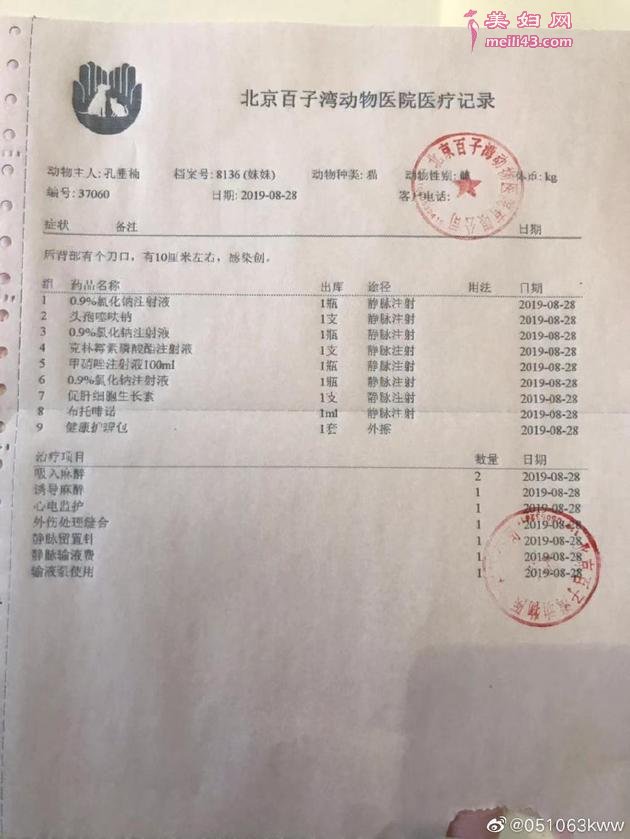 美妇网
meili43.com
北京百子湾动物医院医疗记录
动物主人: 孔垂楠 档案号: 8136 (妹妹) 动物种类: 猫 动物性别: kg
编号: 37060 日期: 2019-08-28 客户电话:
症状 备注 日期
后背部有个刀口，有10厘米左右，感染创。
组 药品名称 出库 途径 用法 日期
1 0.9%氯化钠注射液 1瓶 静脉注射 2019-08-28
2 头孢噻呋钠 1支 静脉注射 2019-08-28
3 0.9%氯化钠注射液 1瓶 静脉注射 2019-08-28
4 克林霉素磷酸酯注射液 1支 静脉注射 2019-08-28
5 甲硝唑注射液100ml 1瓶 静脉注射 2019-08-28
6 0.9%氯化钠注射液 1瓶 静脉注射 2019-08-28
7 促肝细胞生长素 1支 静脉注射 2019-08-28
8 布托啡诺 1ml 静脉注射 2019-08-28
9 健康护理包 1套 外擦 2019-08-28
治疗项目 数量 日期
吸入麻醉 2 2019-08-28
诱导麻醉 1 2019-08-28
心电监护 1 2019-08-28
外伤处理缝合 1 2019-08-28
静脉留置针 1 2019-08-28
静脉输液费 1 2019-08-28
输液泵使用 1 2019-08-28
@051063kww